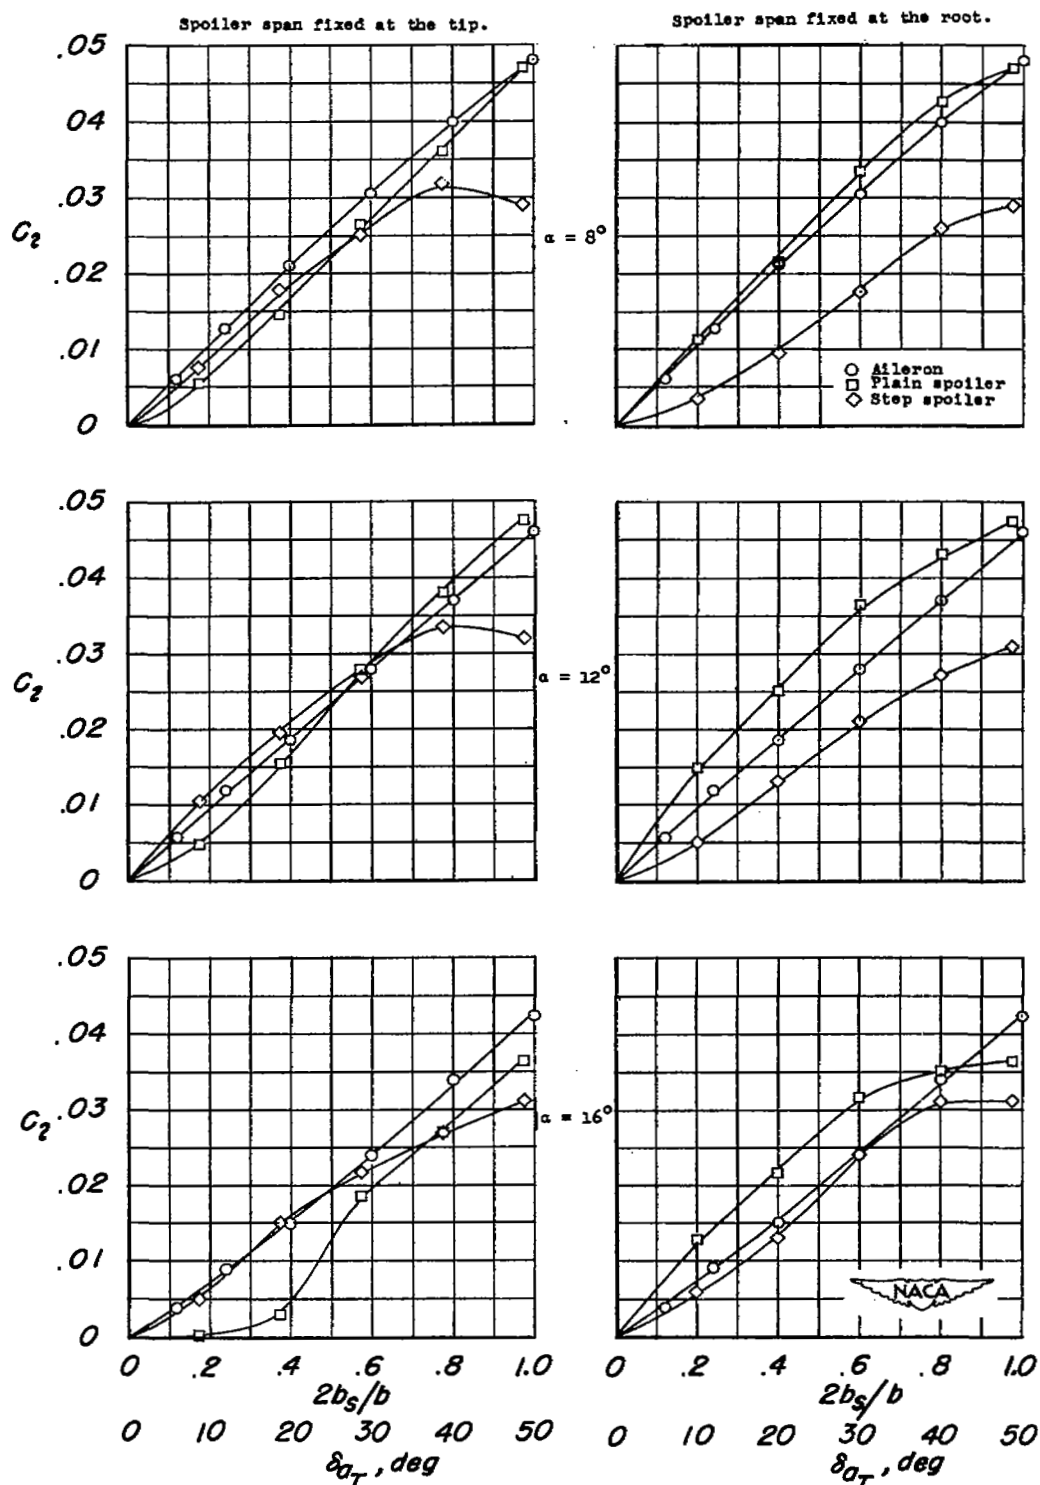 Spoiler span fixed at the tip.
Spoiler span fixed at the root.
.05
.04
.03
.02
.01
0
C₂
α = 8°
Aileron
Plain spoiler
Step spoiler
.05
.04
.03
.02
.01
0
C₂
α = 12°
.05
.04
.03
.02
.01
0
C₂
α = 16°
NACA
0 .2 .4 .6 .8 1.0
2bₛ/b
0 10 20 30 40 50
δₐT, deg
0 .2 .4 .6 .8 1.0
2bₛ/b
0 10 20 30 40 50
δₐT, deg